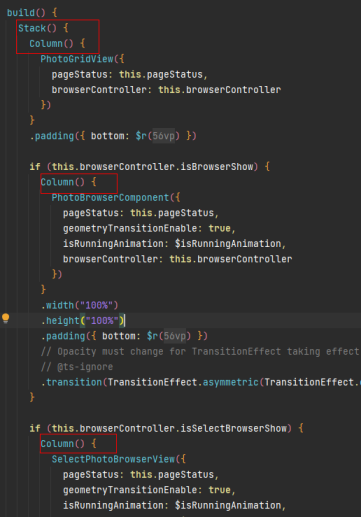 build() {
Stack() {
Column() {
PhotoGridView({
pageStatus: this.pageStatus,
browserController: this.browserController
})
}
.padding({ bottom: $r(56vp) })
if (this.browserController.isBrowserShow) {
Column() {
PhotoBrowserComponent({
pageStatus: this.pageStatus,
geometryTransitionEnable: true,
isRunningAnimation: $isRunningAnimation,
browserController: this.browserController
})
}
.width("100%")
.height("100%")
.padding({ bottom: $r(56vp) })
// Opacity must change for TransitionEffect taking effect
// @ts-ignore
.transition(TransitionEffect.asymmetric(TransitionEffect.
}
if (this.browserController.isSelectBrowserShow) {
Column() {
SelectPhotoBrowserView({
pageStatus: this.pageStatus,
geometryTransitionEnable: true,
isRunningAnimation: $isRunningAnimation,